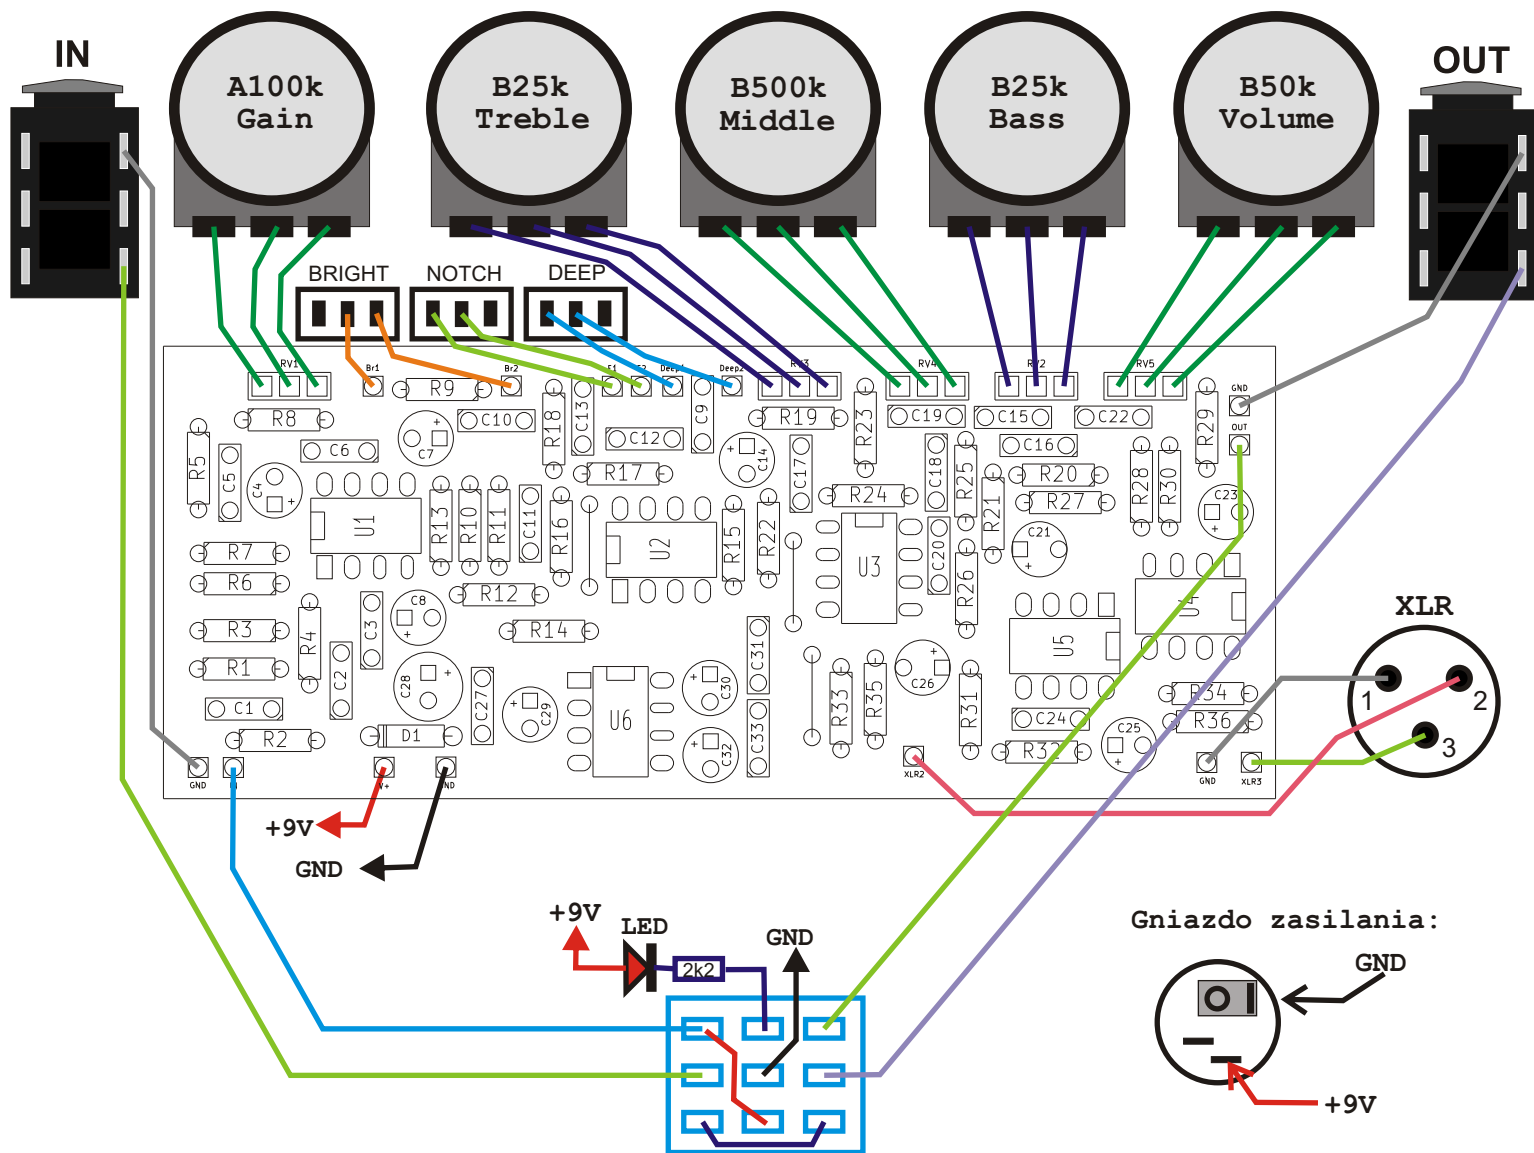 IN
A100k
Gain
B25k
Treble
B500k
Middle
B25k
Bass
B50k
Volume
OUT
BRIGHT
NOTCH
DEEP
RV1
Br1
R9
Br2
Deep1
Deep2
RV3
RV4
RV2
RV5
GND
OUT
R8
C10
R18
C13
C12
C9
R19
R23
C19
C15
C22
R29
R5
C5
C6
C4
C7
R17
C14
C17
C18
R25
C16
R20
R28
R30
U1
R13
R10
R11
C11
R16
U2
R15
R22
R24
R21
R27
C23
R7
R6
U3
C20
C21
R26
R12
C8
R3
R4
C3
R14
U5
XLR
R1
C2
C28
C27
C31
C30
C26
R34
1
2
3
C1
C29
U6
R33
R35
R31
C24
C25
R36
R2
D1
C33
C32
R32
GND
V+
XLR2
GND
XLR3
+9V
GND
+9V
LED
GND
2k2
Gniazdo zasilania:
GND
+9V